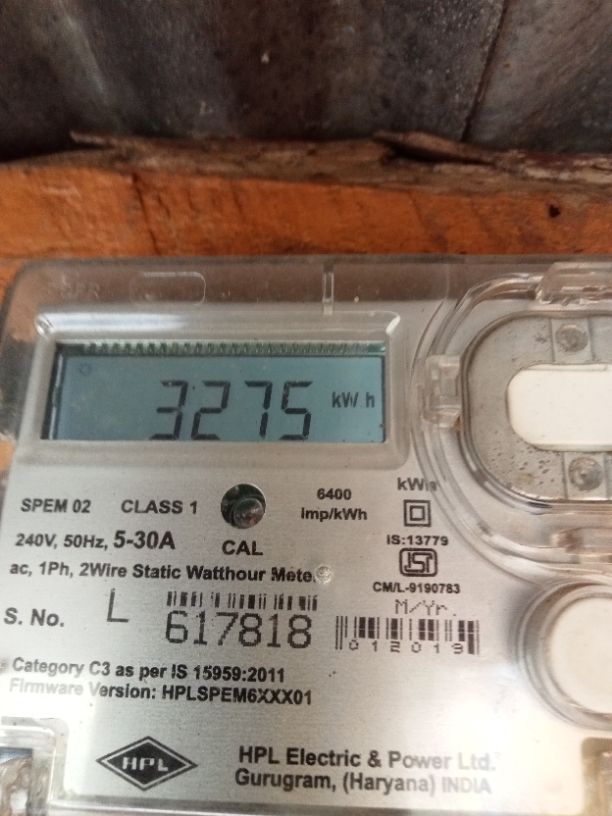 3275 kWh
SPEM 02 CLASS 1 6400 imp/kWh kWh
240V, 50Hz, 5-30A CAL IS:13779
ac, 1Ph, 2Wire Static Watthour Meter
CM/L-9190783
S. No. L 617818 M/Yr.
012019
Category C3 as per IS 15959:2011
Firmware Version: HPLSPEM6XXX01
HPL HPL Electric & Power Ltd.
Gurugram, (Haryana) INDIA